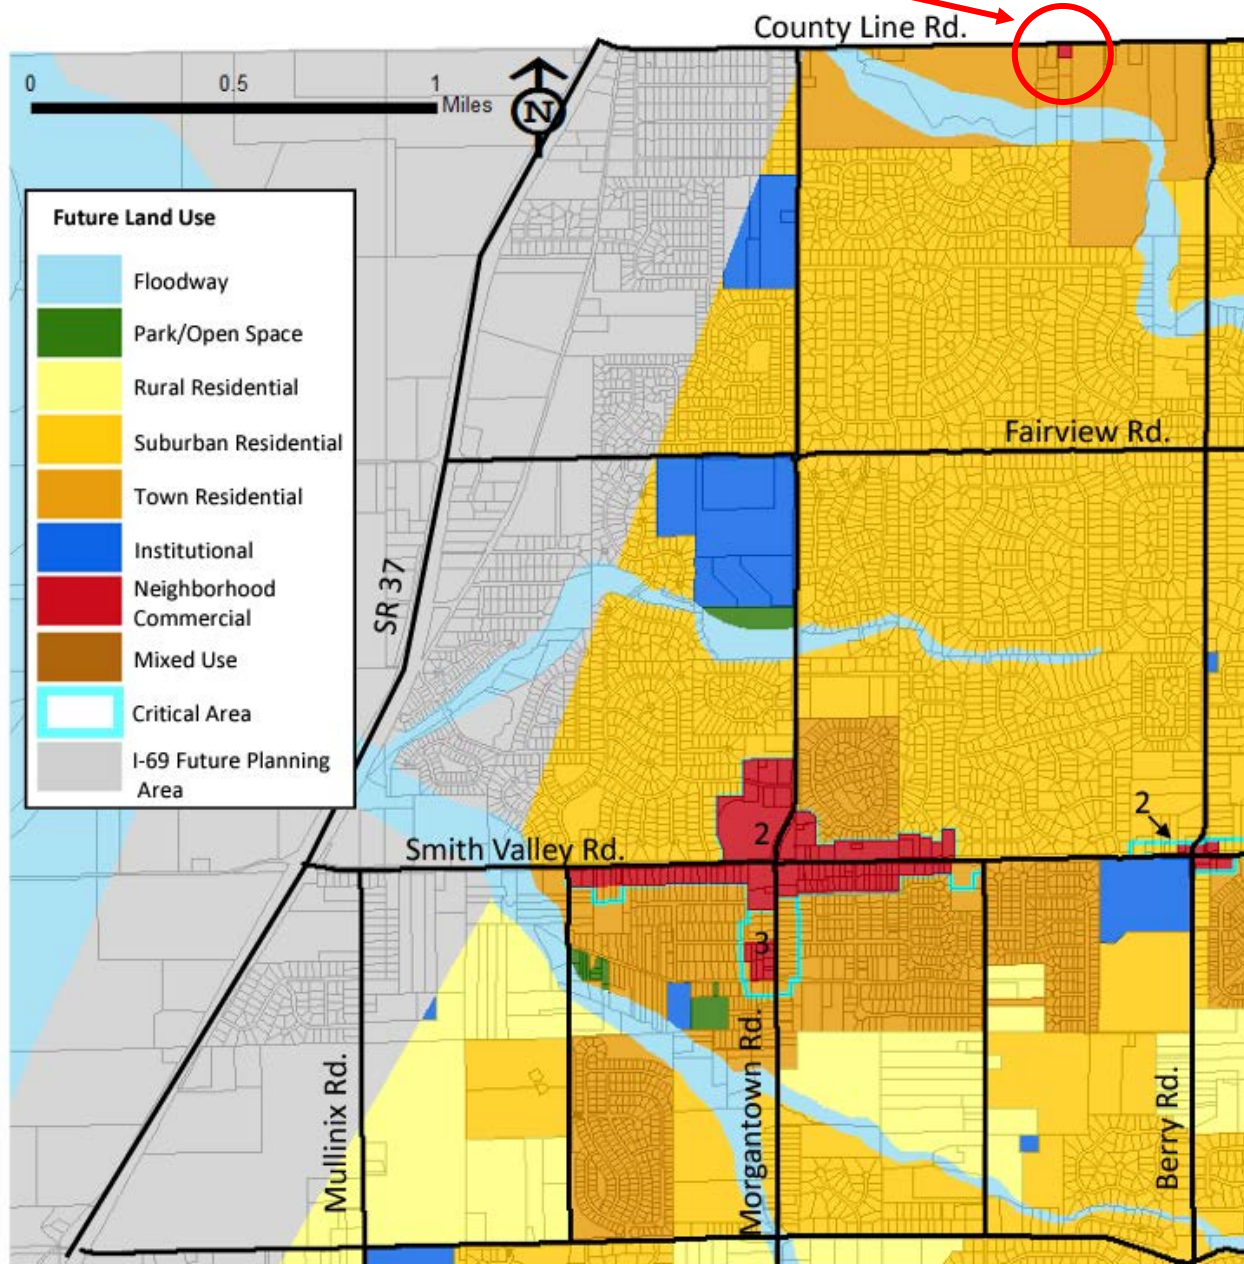 County Line Rd.
0 0.5 1
Miles
N
Future Land Use
Floodway
Park/Open Space
Rural Residential
Suburban Residential
Town Residential
Institutional
Neighborhood
Commercial
Mixed Use
Critical Area
I-69 Future Planning
Area
Fairview Rd.
SR 37
2
2
Smith Valley Rd.
3
Mullinix Rd.
Morgantown Rd.
Berry Rd.